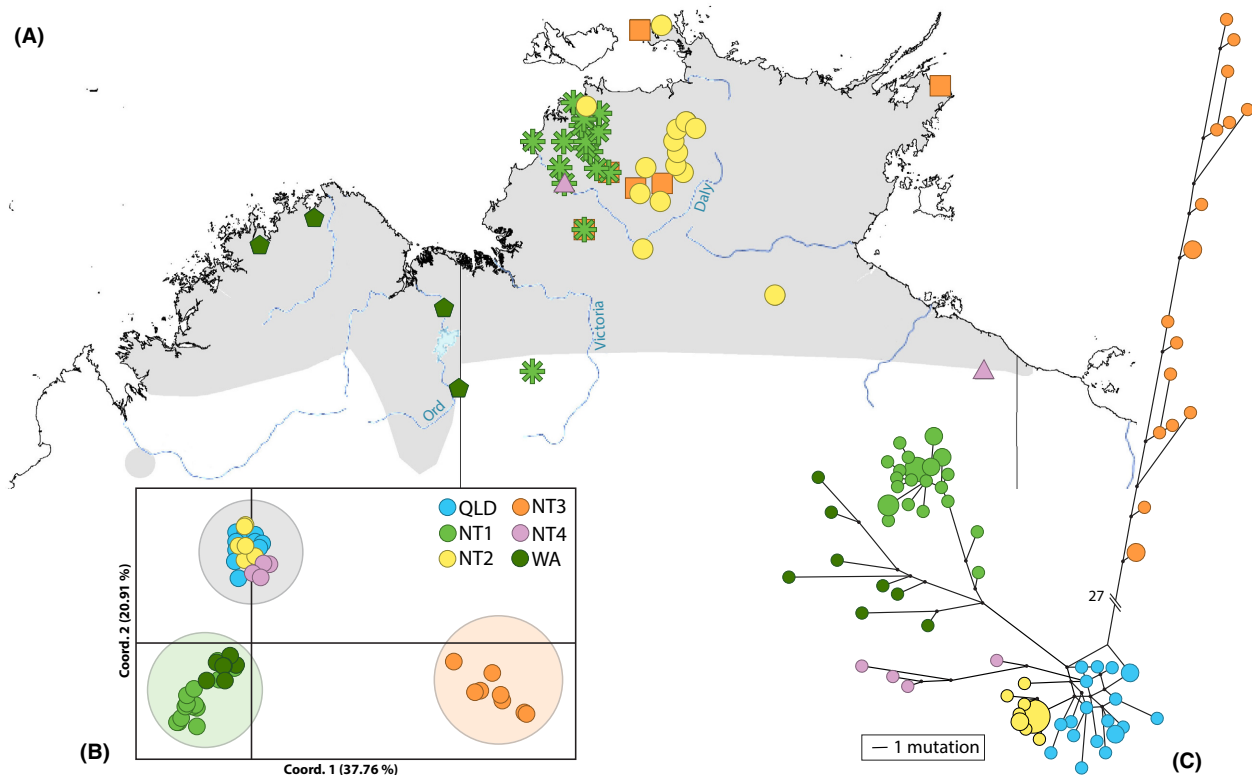 (A)
Daly
Victoria
Ord
QLD NT3
NT1 NT4
NT2 WA
Coord. 2 (20.91 %)
(B)
Coord. 1 (37.76 %)
27
1 mutation
(C)